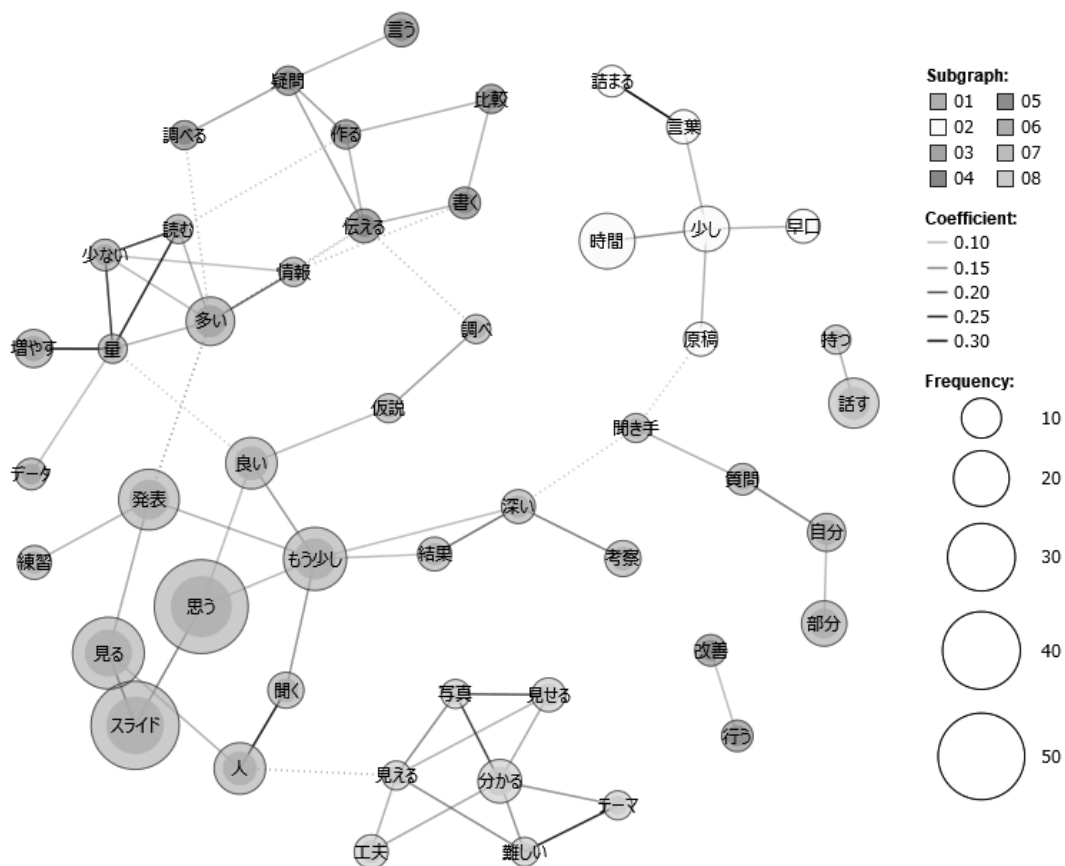 言う
疑問
比較
調べる
作る
詰まる
言葉
書く
伝える
読む
少ない
情報
多い
時間
少し
早口
増やす
量
調べ
原稿
持つ
話す
仮説
聞き手
データ
良い
発表
深い
質問
自分
練習
もう少し
結果
考察
思う
部分
見る
スライド
聞く
人
写真
見せる
改善
行う
見える
分かる
テーマ
工夫
難しい
Subgraph:
01 05
02 06
03 07
04 08
Coefficient:
0.10
0.15
0.20
0.25
0.30
Frequency:
10
20
30
40
50